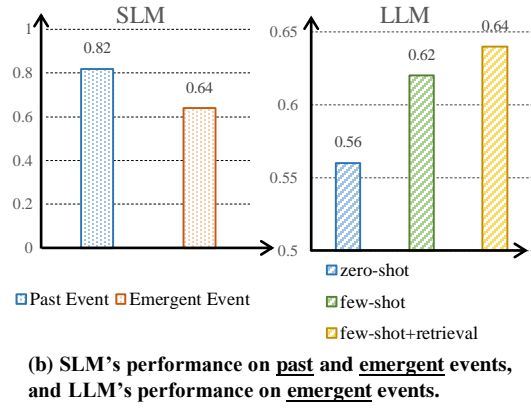 SLM
1
0.8
0.6
0.4
0.2
0
0.82
0.64
Past Event
Emergent Event
LLM
0.65
0.6
0.55
0.5
0.56
0.62
0.64
zero-shot
few-shot
few-shot+retrieval
(b) SLM's performance on past and emergent events,
and LLM's performance on emergent events.